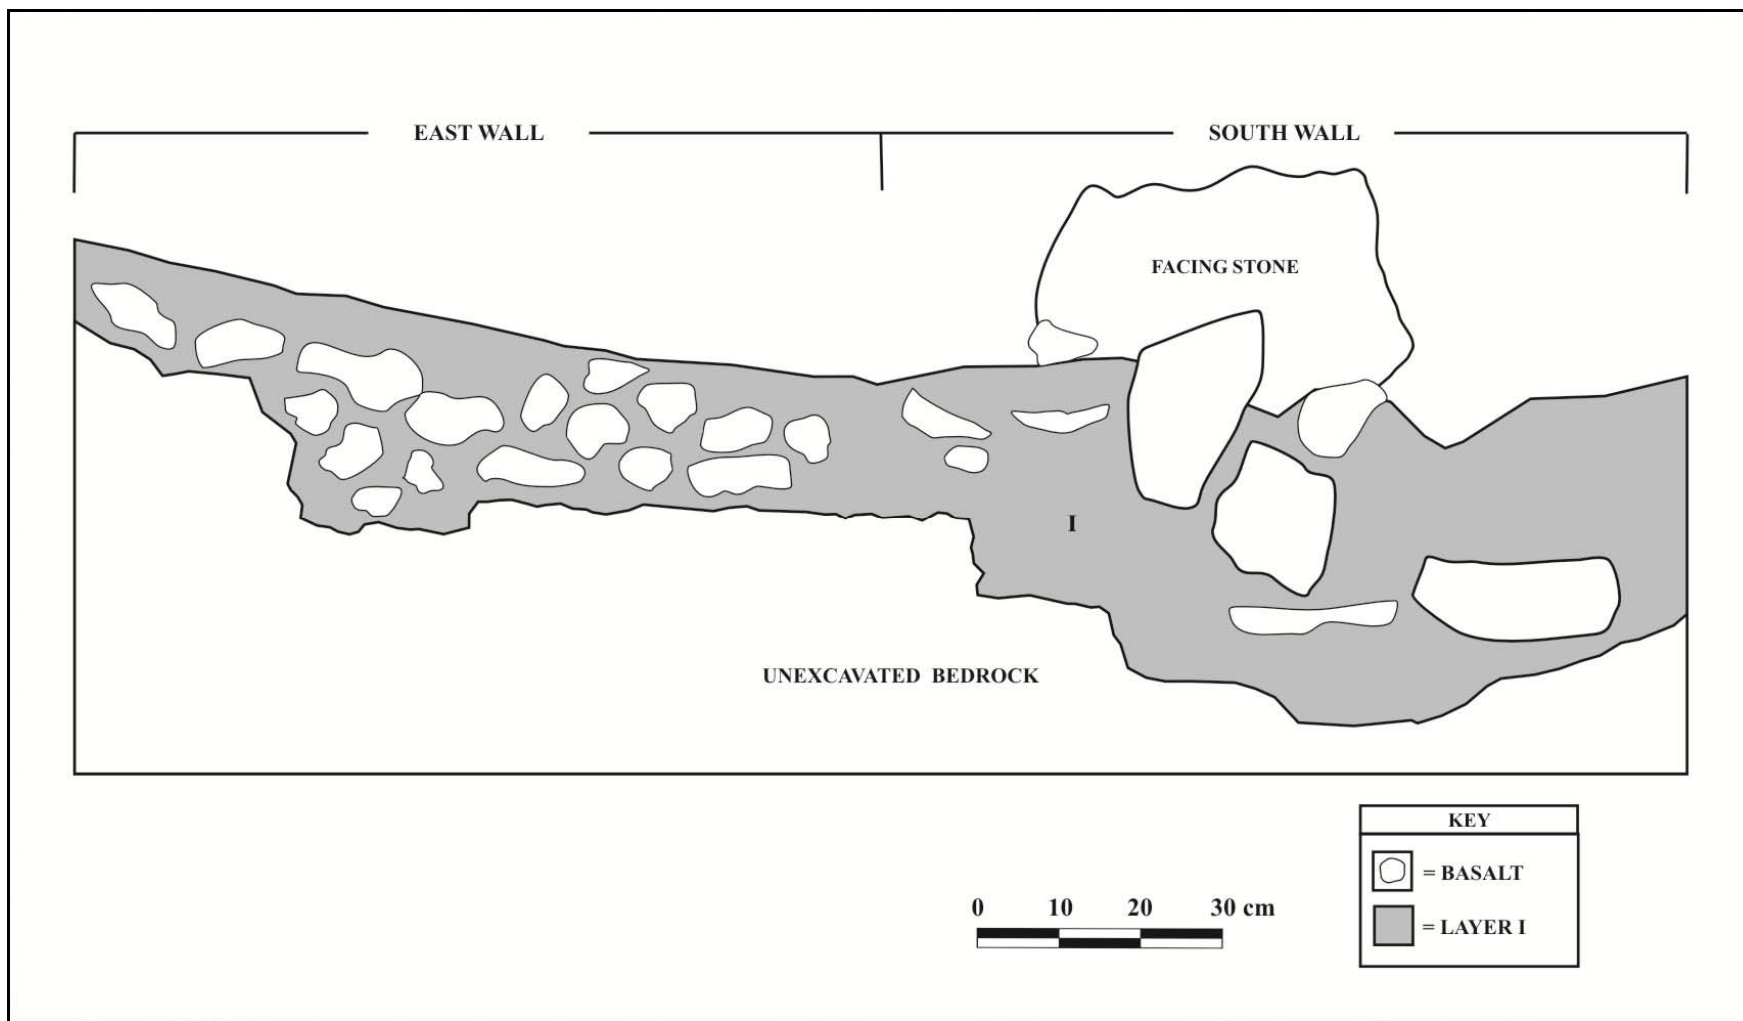 EAST WALL
SOUTH WALL
FACING STONE
I
UNEXCAVATED BEDROCK
KEY
= BASALT
= LAYER I
0 10 20 30 cm